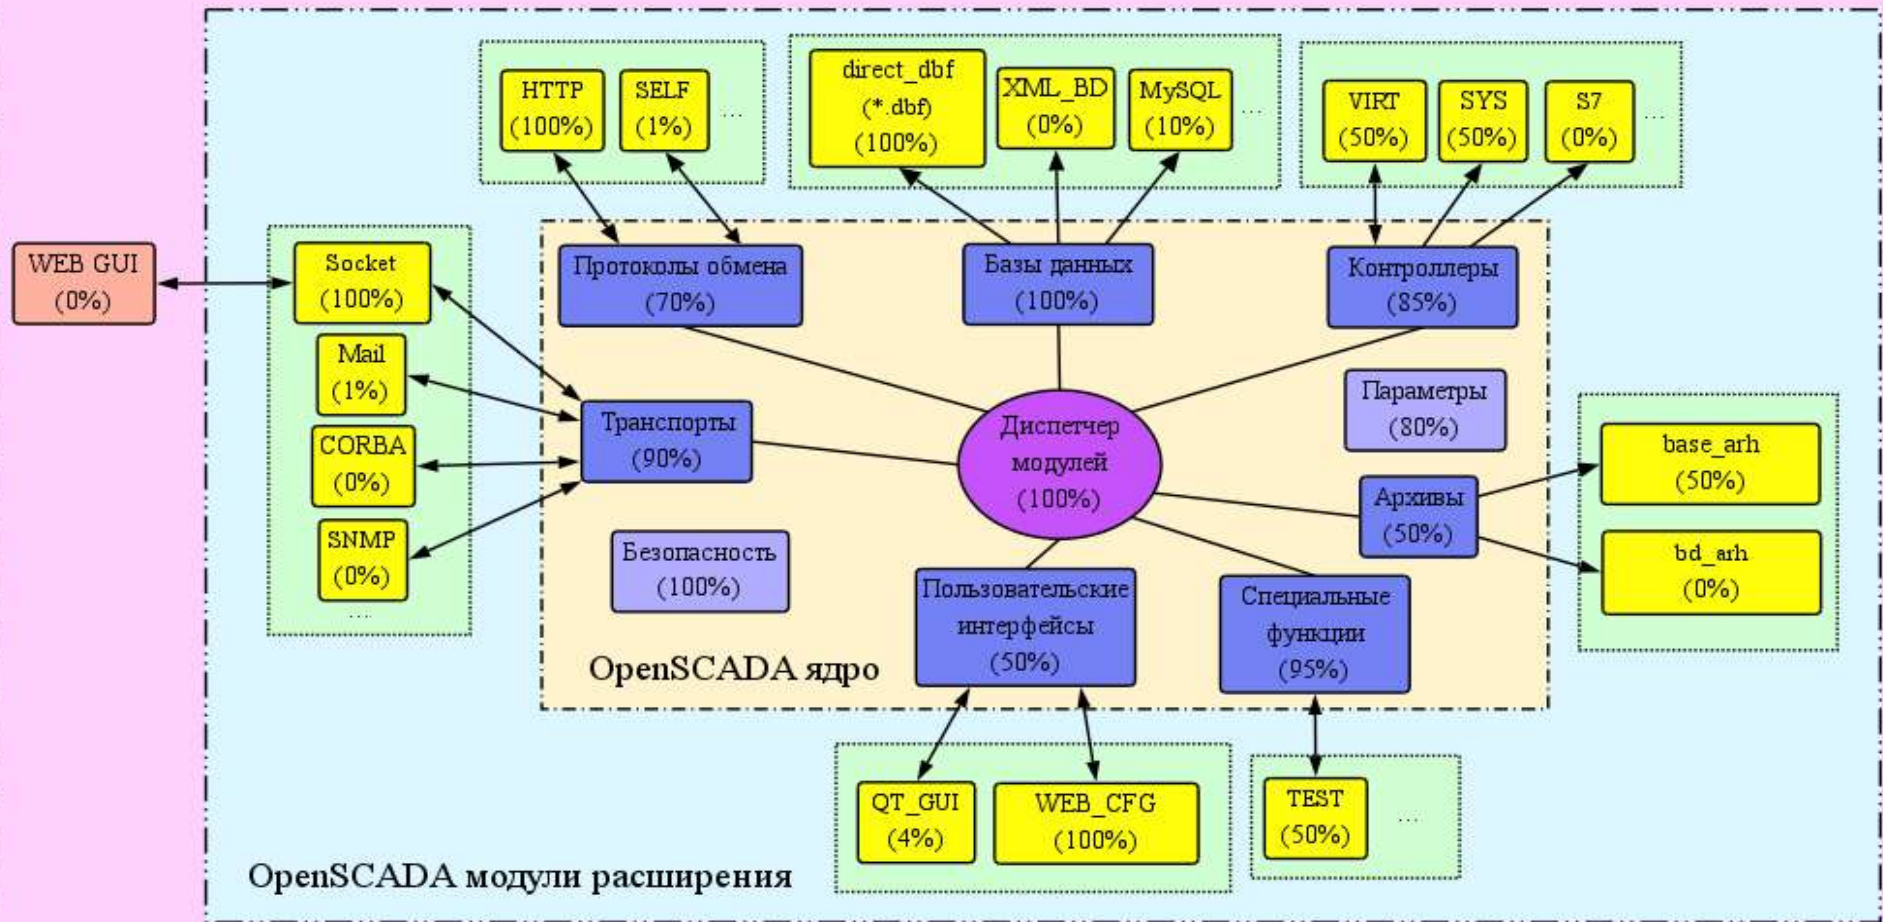 HTTP
(100%)
SELF
(1%)
...
direct_dbf
(*.dbf)
(100%)
XML_BD
(0%)
MySQL
(10%)
...
VIRT
(50%)
SYS
(50%)
S7
(0%)
...
WEB GUI
(0%)
Socket
(100%)
Mail
(1%)
CORBA
(0%)
SNMP
(0%)
...
Протоколы обмена
(70%)
Базы данных
(100%)
Контроллеры
(85%)
Транспорты
(90%)
Диспетчер
модулей
(100%)
Параметры
(80%)
Архивы
(50%)
base_arh
(50%)
bd_arh
(0%)
Безопасность
(100%)
Пользовательские
интерфейсы
(50%)
Специальные
функции
(95%)
OpenSCADA ядро
QT_GUI
(4%)
WEB_CFG
(100%)
TEST
(50%)
...
OpenSCADA модули расширения